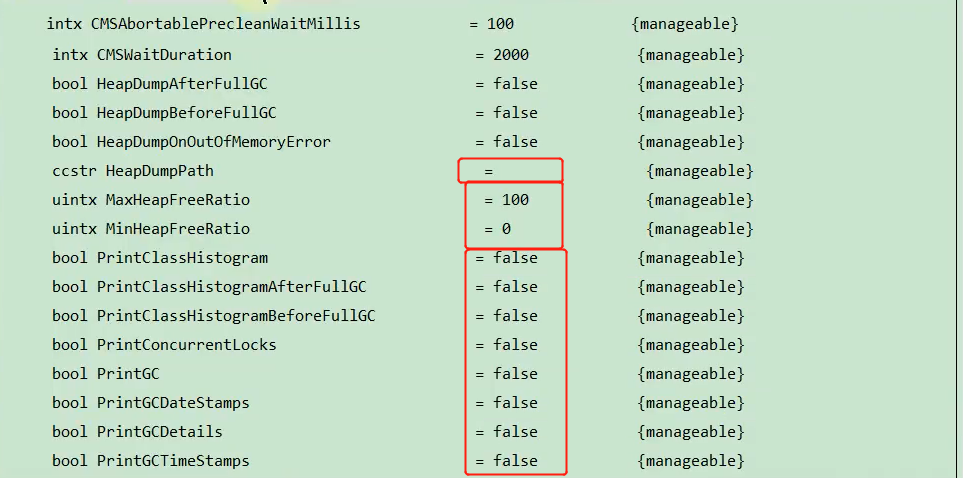 intx CMSAbortablePrecleanWaitMillis = 100 {manageable}
intx CMSWaitDuration = 2000 {manageable}
bool HeapDumpAfterFullGC = false {manageable}
bool HeapDumpBeforeFullGC = false {manageable}
bool HeapDumpOnOutOfMemoryError = false {manageable}
ccstr HeapDumpPath = {manageable}
uintx MaxHeapFreeRatio = 100 {manageable}
uintx MinHeapFreeRatio = 0 {manageable}
bool PrintClassHistogram = false {manageable}
bool PrintClassHistogramAfterFullGC = false {manageable}
bool PrintClassHistogramBeforeFullGC = false {manageable}
bool PrintConcurrentLocks = false {manageable}
bool PrintGC = false {manageable}
bool PrintGCDateStamps = false {manageable}
bool PrintGCDetails = false {manageable}
bool PrintGCTimeStamps = false {manageable}